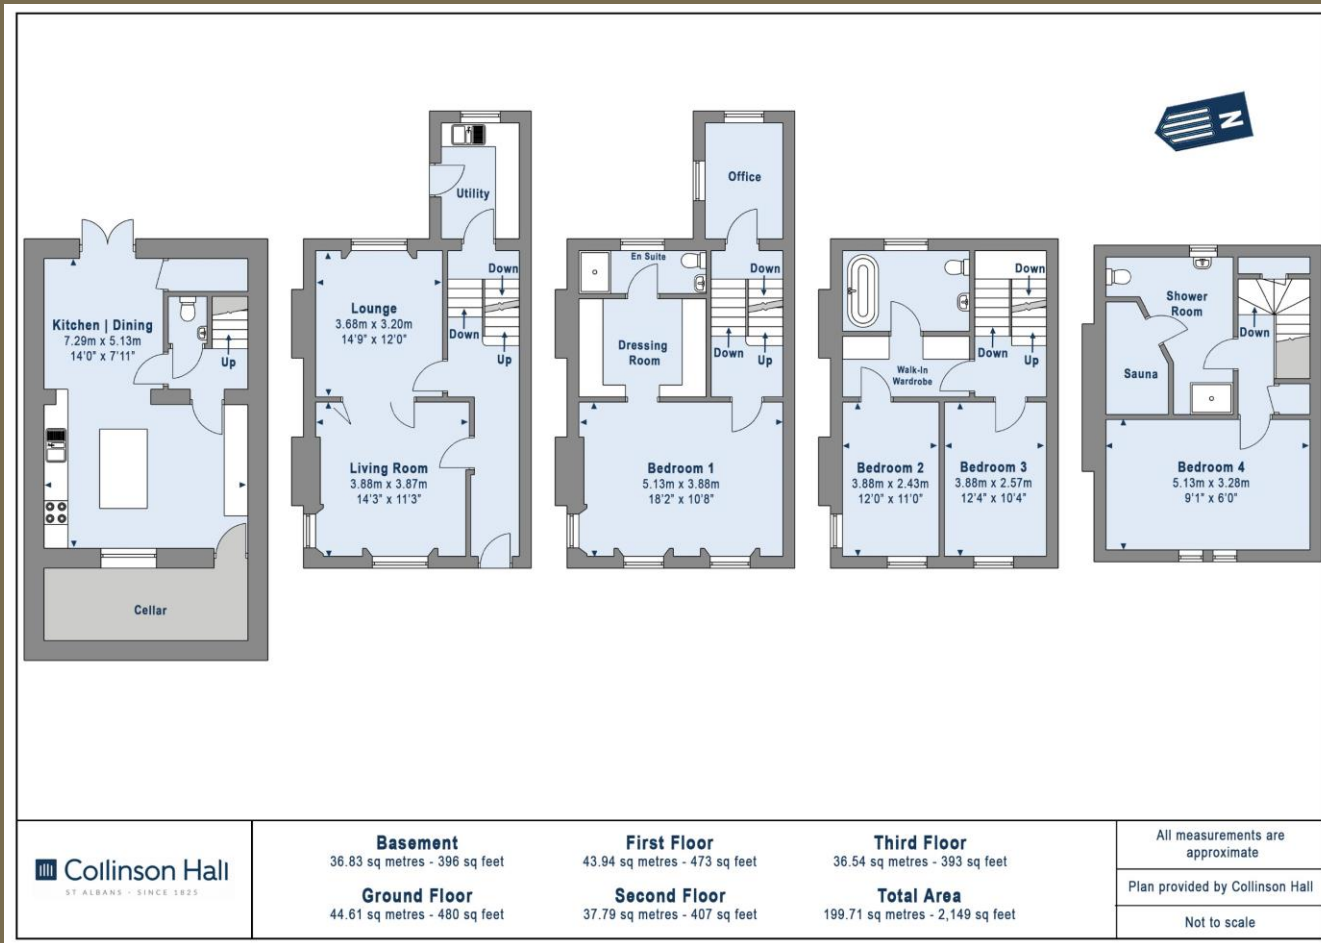 N
Utility
Office
Kitchen | Dining
7.29m x 5.13m
14'0" x 7'11"
Up
Cellar
Lounge
3.68m x 3.20m
14'9" x 12'0"
Down
Down
Up
Living Room
3.88m x 3.87m
14'3" x 11'3"
En Suite
Dressing
Room
Down
Down
Up
Bedroom 1
5.13m x 3.88m
18'2" x 10'8"
Walk-In
Wardrobe
Down
Down
Up
Bedroom 2
3.88m x 2.43m
12'0" x 11'0"
Bedroom 3
3.88m x 2.57m
12'4" x 10'4"
Shower
Room
Down
Sauna
Bedroom 4
5.13m x 3.28m
9'1" x 6'0"
Collinson Hall
ST ALBANS - SINCE 1825
Basement
36.83 sq metres - 396 sq feet
Ground Floor
44.61 sq metres - 480 sq feet
First Floor
43.94 sq metres - 473 sq feet
Second Floor
37.79 sq metres - 407 sq feet
Third Floor
36.54 sq metres - 393 sq feet
Total Area
199.71 sq metres - 2,149 sq feet
All measurements are
approximate
Plan provided by Collinson Hall
Not to scale